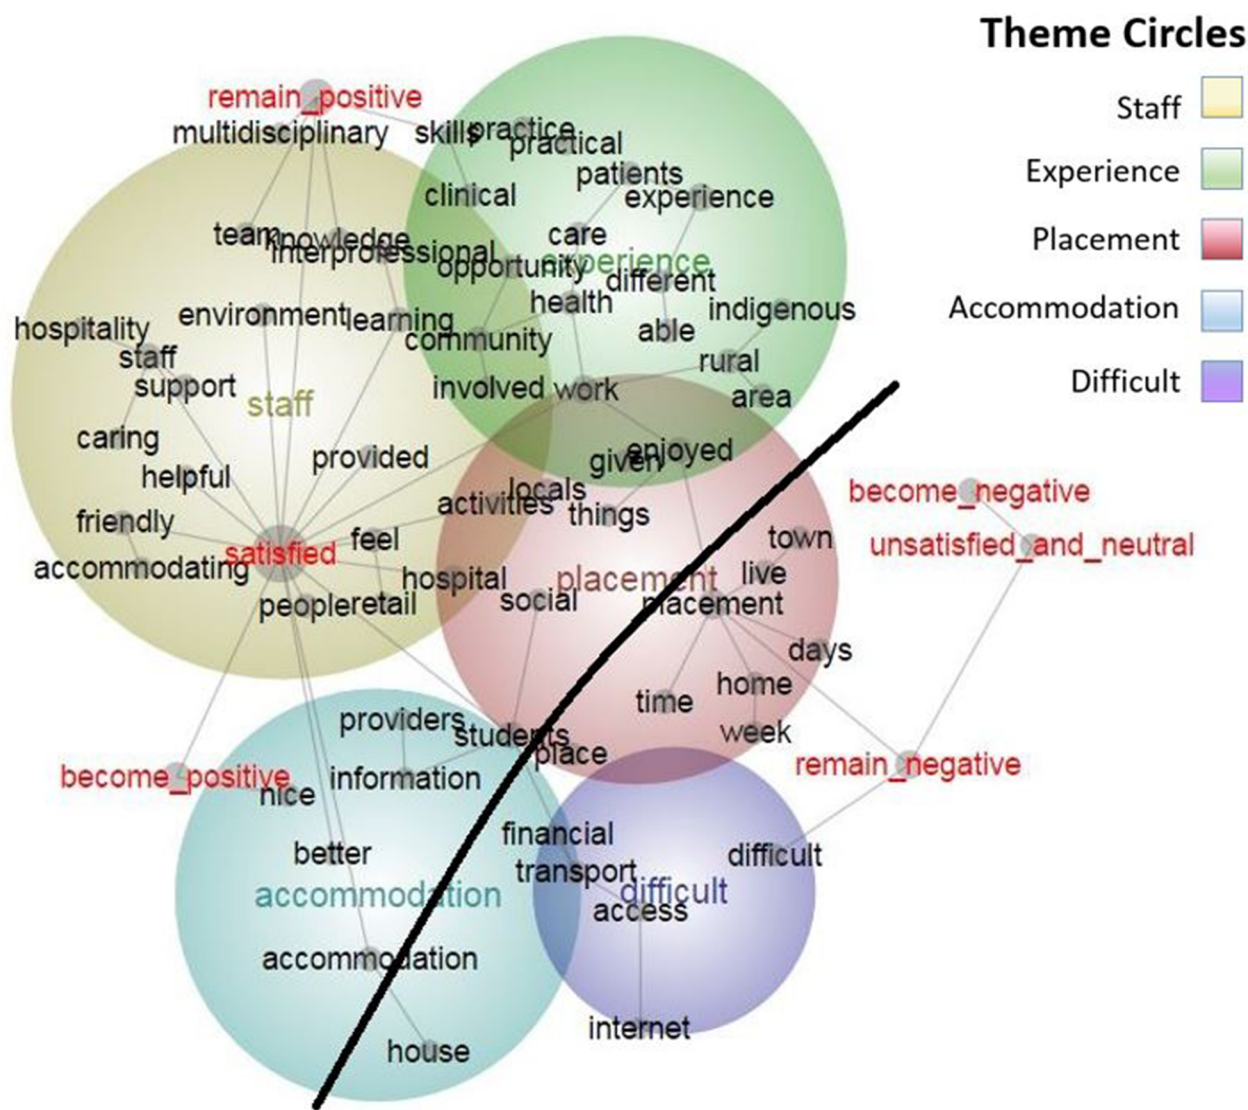 Theme Circles
Staff
Experience
Placement
Accommodation
Difficult
remain_positive
multidisciplinary
skills
practice
practical
patients
experience
clinical
team
knowledge
interprofessional
care
opportunity
experience
different
health
indigenous
environment
learning
able
hospitality
community
staff
rural
support
involved
work
area
staff
caring
enjoyed
given
provided
helpful
locals
become_negative
activities
things
friendly
feel
town
unsatisfied_and_neutral
satisfied
accommodating
hospital
placement
live
people
retail
social
placement
days
home
time
providers
students
week
place
remain_negative
become_positive
information
nice
financial
better
difficult
transport
accommodation
difficult
access
accommodation
internet
house